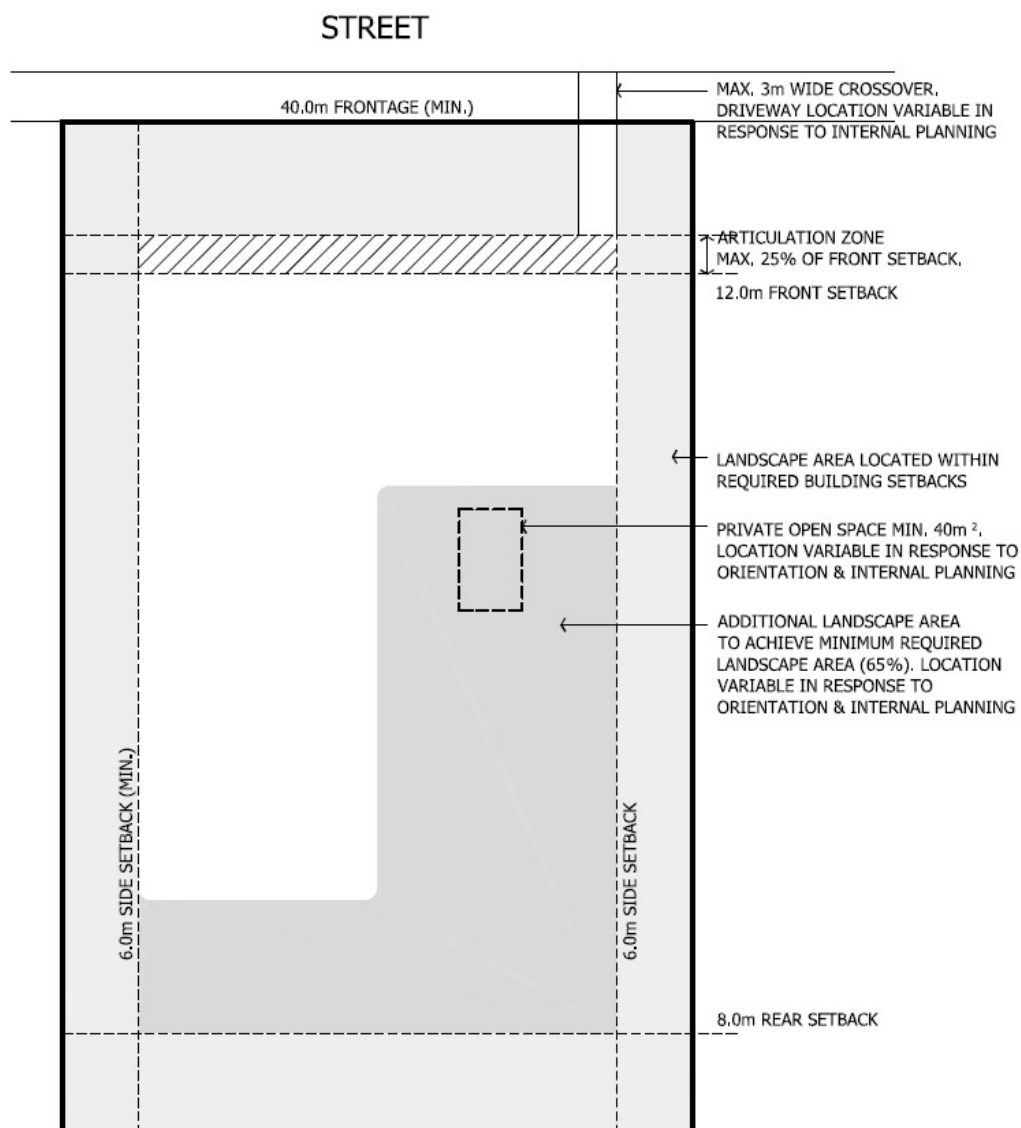 STREET
40.0m FRONTAGE (MIN.)
MAX. 3m WIDE CROSSOVER.
DRIVEWAY LOCATION VARIABLE IN
RESPONSE TO INTERNAL PLANNING
ARTICULATION ZONE
MAX. 25% OF FRONT SETBACK.
12.0m FRONT SETBACK
LANDSCAPE AREA LOCATED WITHIN
REQUIRED BUILDING SETBACKS
PRIVATE OPEN SPACE MIN. 40m².
LOCATION VARIABLE IN RESPONSE TO
ORIENTATION & INTERNAL PLANNING
ADDITIONAL LANDSCAPE AREA
TO ACHIEVE MINIMUM REQUIRED
LANDSCAPE AREA (65%). LOCATION
VARIABLE IN RESPONSE TO
ORIENTATION & INTERNAL PLANNING
6.0m SIDE SETBACK (MIN.)
6.0m SIDE SETBACK
8.0m REAR SETBACK